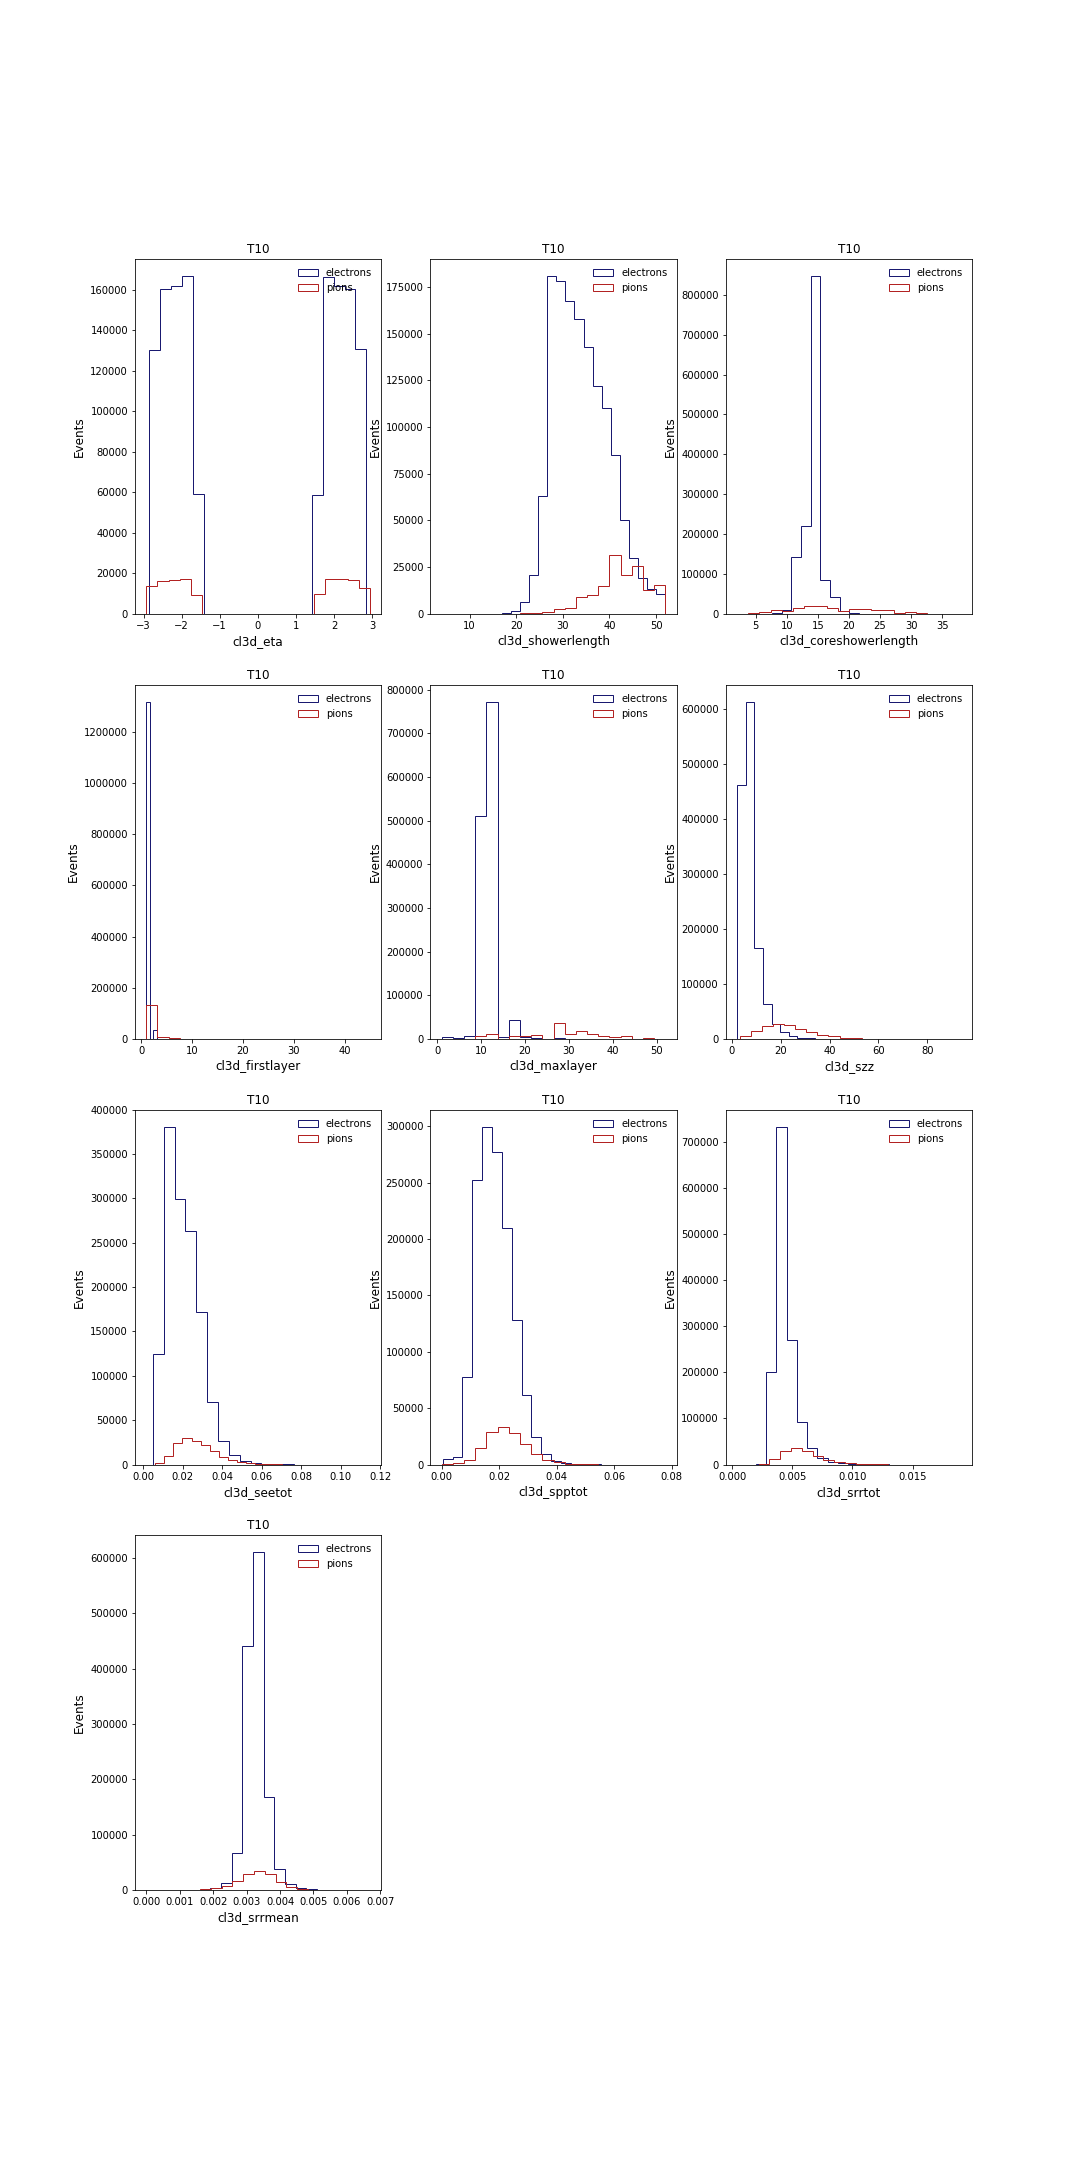 T10
electrons
pions
160000
140000
120000
100000
80000
60000
40000
20000
0
Events
−3 −2 −1 0 1 2 3
cl3d_eta
T10
electrons
pions
175000
150000
125000
100000
75000
50000
25000
0
Events
10 20 30 40 50
cl3d_showerlength
T10
electrons
pions
800000
700000
600000
500000
400000
300000
200000
100000
0
Events
5 10 15 20 25 30 35
cl3d_coreshowerlength
T10
electrons
pions
1200000
1000000
800000
600000
400000
200000
0
Events
0 10 20 30 40
cl3d_firstlayer
T10
electrons
pions
800000
700000
600000
500000
400000
300000
200000
100000
0
Events
0 10 20 30 40 50
cl3d_maxlayer
T10
electrons
pions
600000
500000
400000
300000
200000
100000
0
Events
0 20 40 60 80
cl3d_szz
T10
electrons
pions
400000
350000
300000
250000
200000
150000
100000
50000
0
Events
0.00 0.02 0.04 0.06 0.08 0.10 0.12
cl3d_seetot
T10
electrons
pions
300000
250000
200000
150000
100000
50000
0
Events
0.00 0.02 0.04 0.06 0.08
cl3d_spptot
T10
electrons
pions
700000
600000
500000
400000
300000
200000
100000
0
Events
0.000 0.005 0.010 0.015
cl3d_srrtot
T10
electrons
pions
600000
500000
400000
300000
200000
100000
0
Events
0.000 0.001 0.002 0.003 0.004 0.005 0.006 0.007
cl3d_srrmean